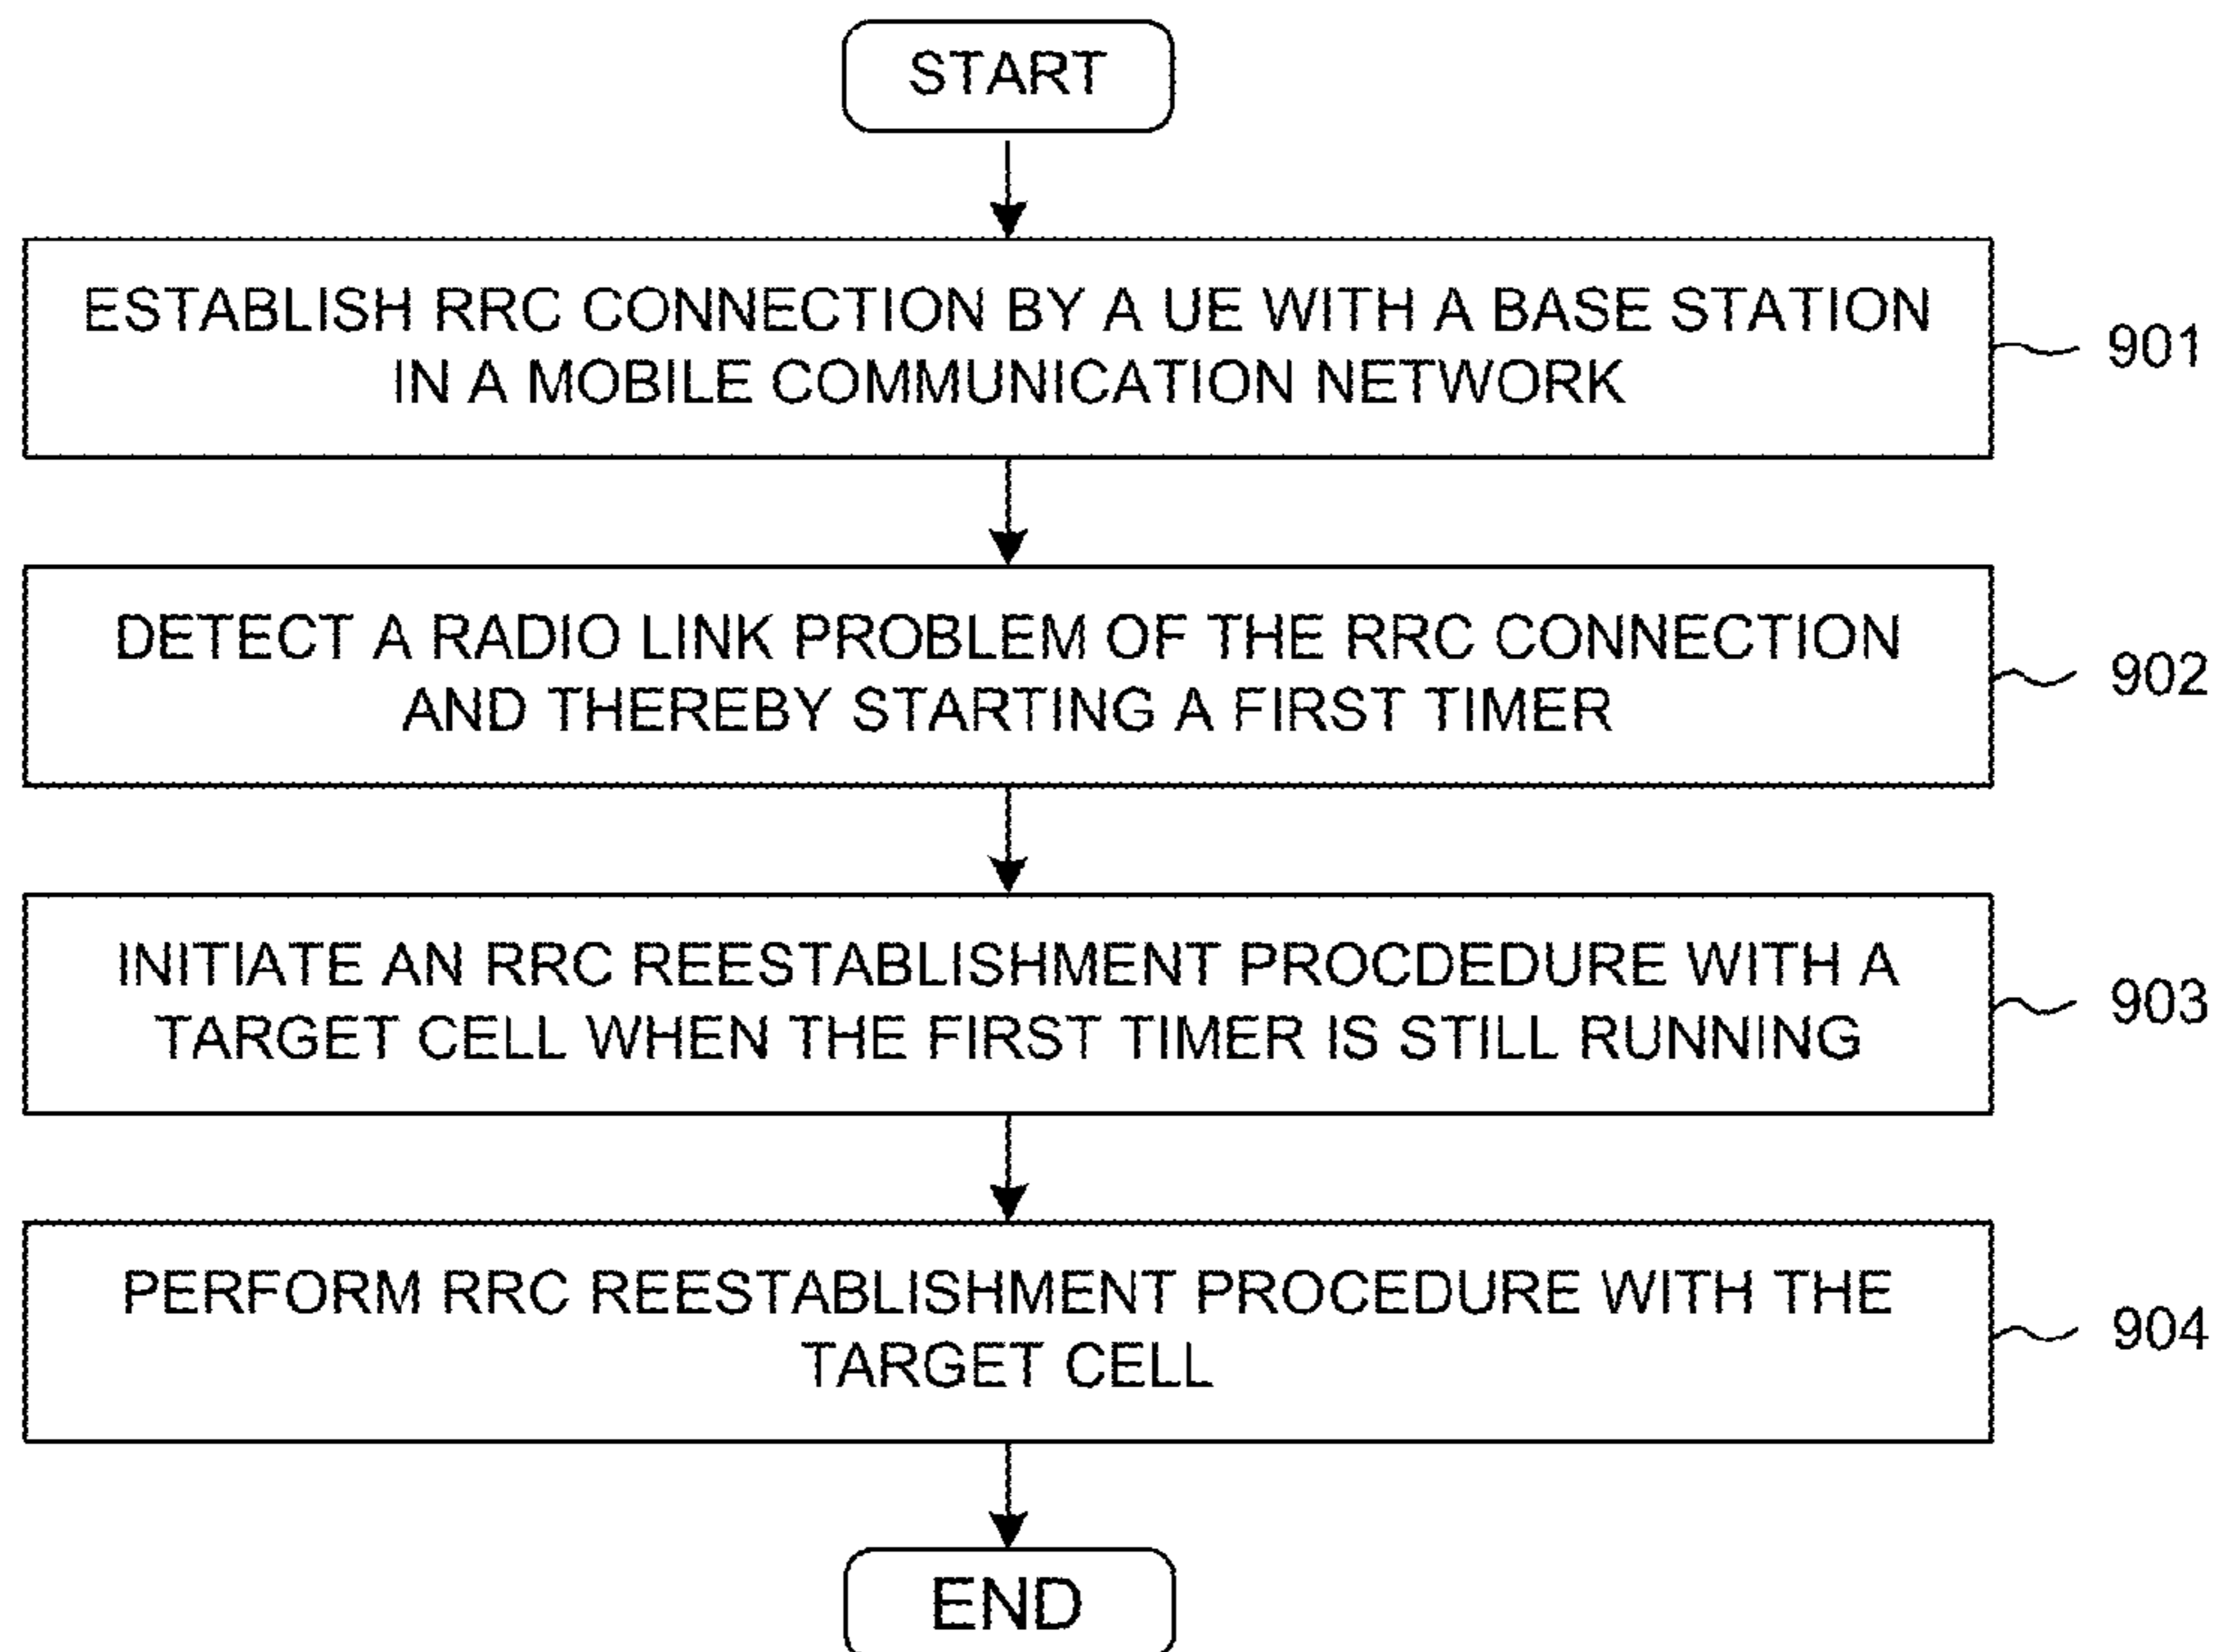 START
ESTABLISH RRC CONNECTION BY A UE WITH A BASE STATION
IN A MOBILE COMMUNICATION NETWORK
901
DETECT A RADIO LINK PROBLEM OF THE RRC CONNECTION
AND THEREBY STARTING A FIRST TIMER
902
INITIATE AN RRC REESTABLISHMENT PROCDEDURE WITH A
TARGET CELL WHEN THE FIRST TIMER IS STILL RUNNING
903
PERFORM RRC REESTABLISHMENT PROCEDURE WITH THE
TARGET CELL
904
END